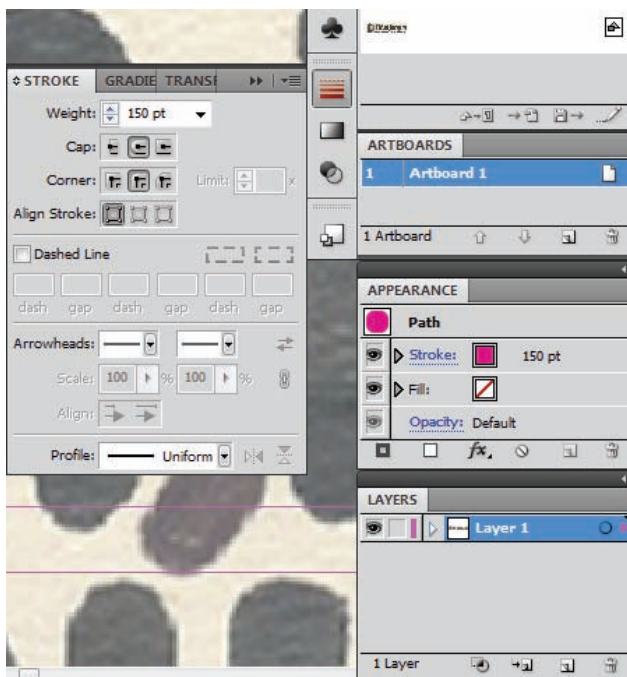 STROKE GRADIE TRANSF
Weight: 150 pt
Cap:
Corner: Limit: x
Align Stroke:
Dashed Line
dash gap dash gap dash gap
Arrowheads:
Scale: 100 % 100 %
Align:
Profile: Uniform
ARTBOARDS
1 Artboard 1
1 Artboard
APPEARANCE
Path
Stroke: 150 pt
Fill:
Opacity: Default
fx
LAYERS
Layer 1
1 Layer